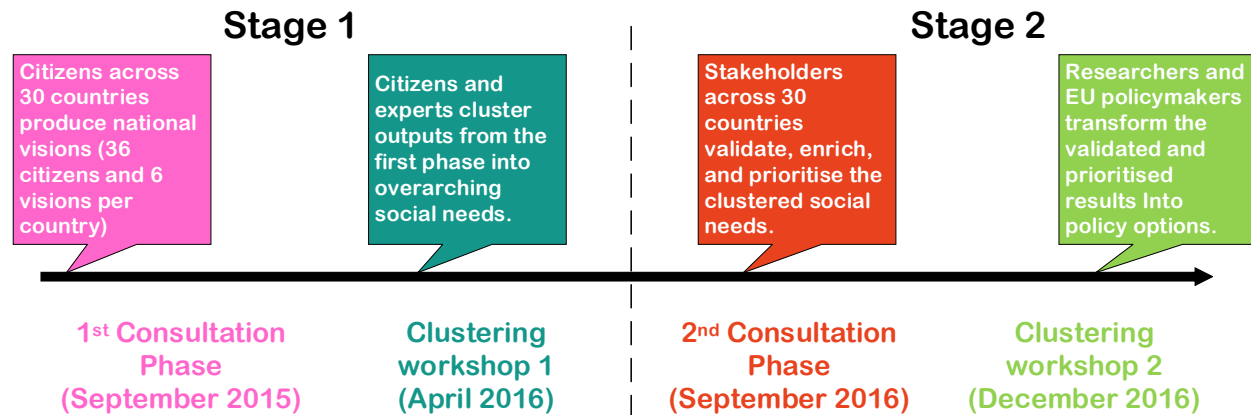 Stage 1
Stage 2
Citizens across
30 countries
produce national
visions (36
citizens and 6
visions per
country)
Citizens and
experts cluster
outputs from the
first phase into
overarching
social needs.
Stakeholders
across 30
countries
validate, enrich,
and prioritise the
clustered social
needs.
Researchers and
EU policymakers
transform the
validated and
prioritised
results Into
policy options.
1st Consultation
Phase
(September 2015)
Clustering
workshop 1
(April 2016)
2nd Consultation
Phase
(September 2016)
Clustering
workshop 2
(December 2016)